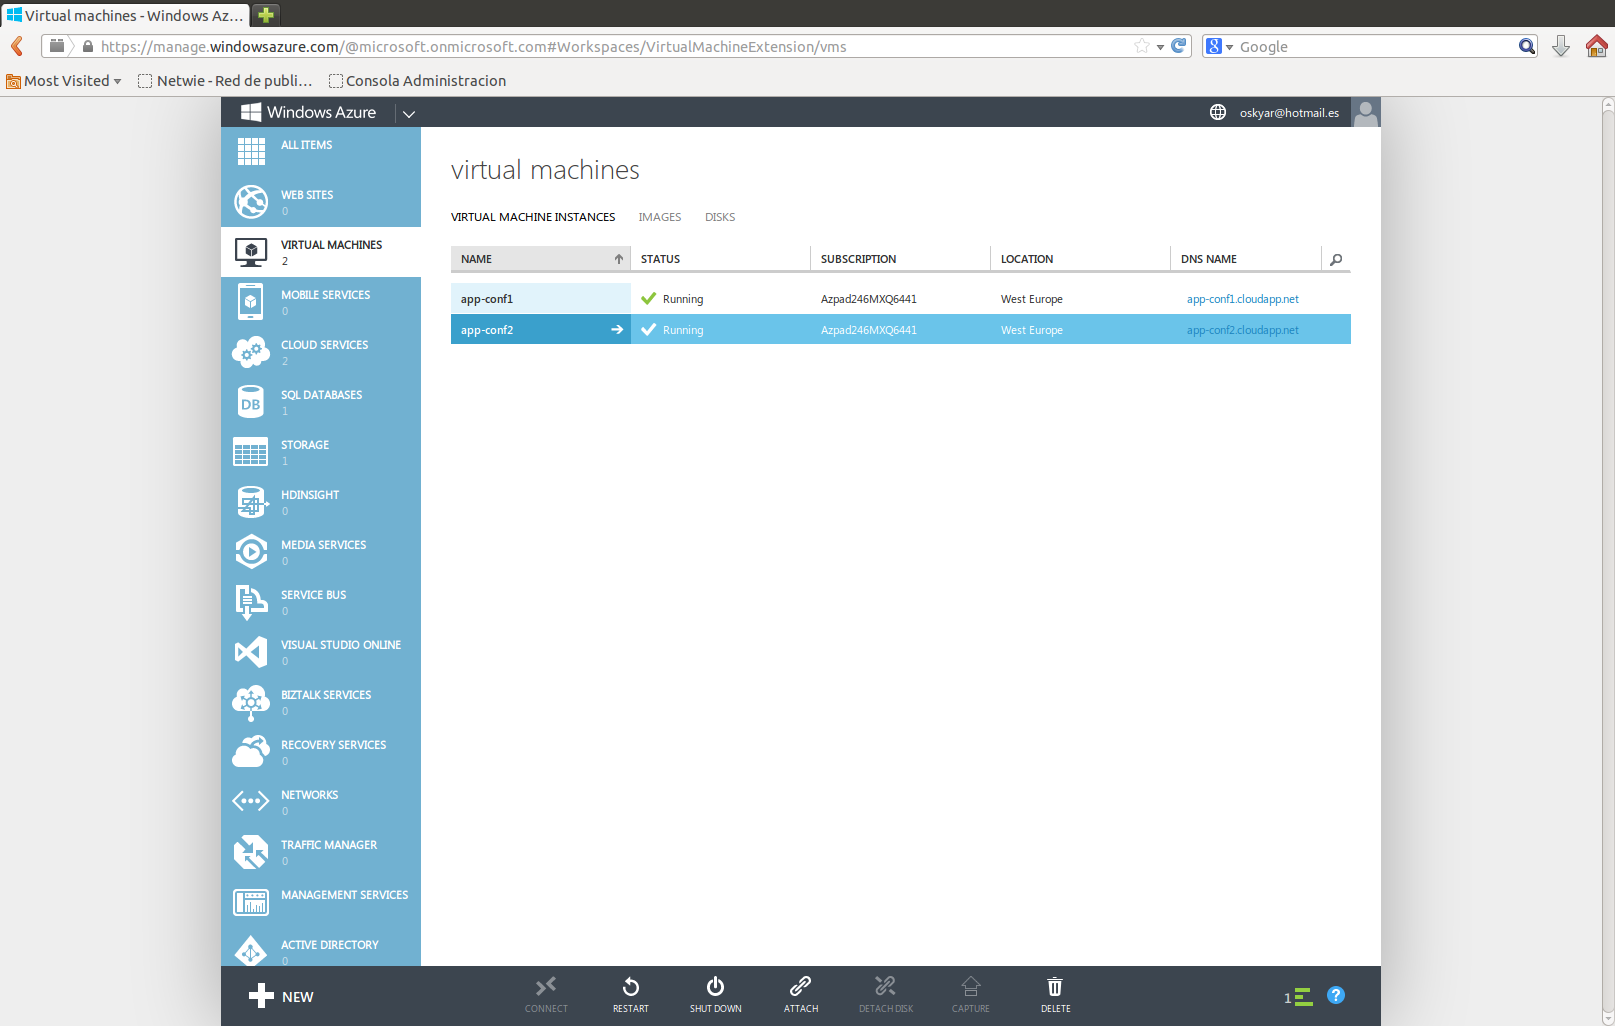 Virtual machines - Windows Az...
https://manage.windowsazure.com/@microsoft.onmicrosoft.com#Workspaces/VirtualMachineExtension/vms
8 Google
Most Visited Netwie - Red de publi... Consola Administracion
Windows Azure
oskyar@hotmail.es
ALL ITEMS
WEB SITES
0
VIRTUAL MACHINES
2
MOBILE SERVICES
0
CLOUD SERVICES
2
DB
SQL DATABASES
1
STORAGE
1
HDINSIGHT
0
MEDIA SERVICES
0
SERVICE BUS
0
VISUAL STUDIO ONLINE
0
BIZTALK SERVICES
0
RECOVERY SERVICES
0
NETWORKS
0
TRAFFIC MANAGER
0
MANAGEMENT SERVICES
ACTIVE DIRECTORY
0
virtual machines
VIRTUAL MACHINE INSTANCES IMAGES DISKS
NAME STATUS SUBSCRIPTION LOCATION DNS NAME
app-conf1 Running Azpad246MXQ6441 West Europe app-conf1.cloudapp.net
app-conf2 Running Azpad246MXQ6441 West Europe app-conf2.cloudapp.net
NEW
CONNECT RESTART SHUT DOWN ATTACH DETACH DISK CAPTURE DELETE
1 ?